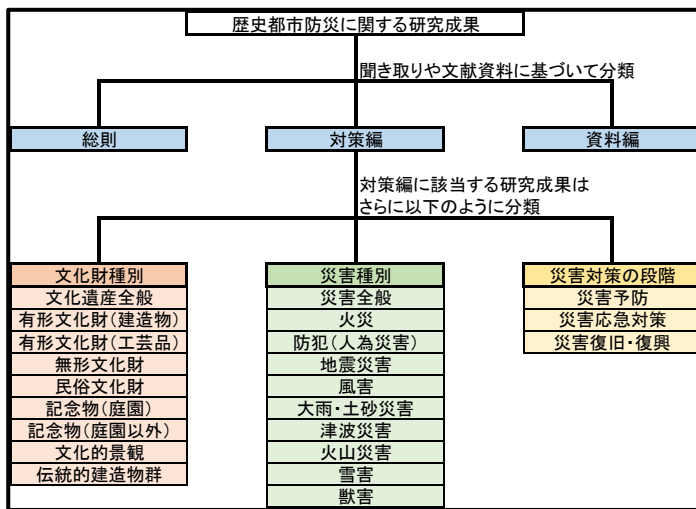 歴史都市防災に関する研究成果
聞き取りや文献資料に基づいて分類
総則
対策編
資料編
対策編に該当する研究成果は
さらに以下のように分類
文化財種別
文化遺産全般
有形文化財(建造物)
有形文化財(工芸品)
無形文化財
民俗文化財
記念物(庭園)
記念物(庭園以外)
文化的景観
伝統的建造物群
災害種別
災害全般
火災
防犯(人為災害)
地震災害
風害
大雨・土砂災害
津波災害
火山災害
雪害
獣害
災害対策の段階
災害予防
災害応急対策
災害復旧・復興